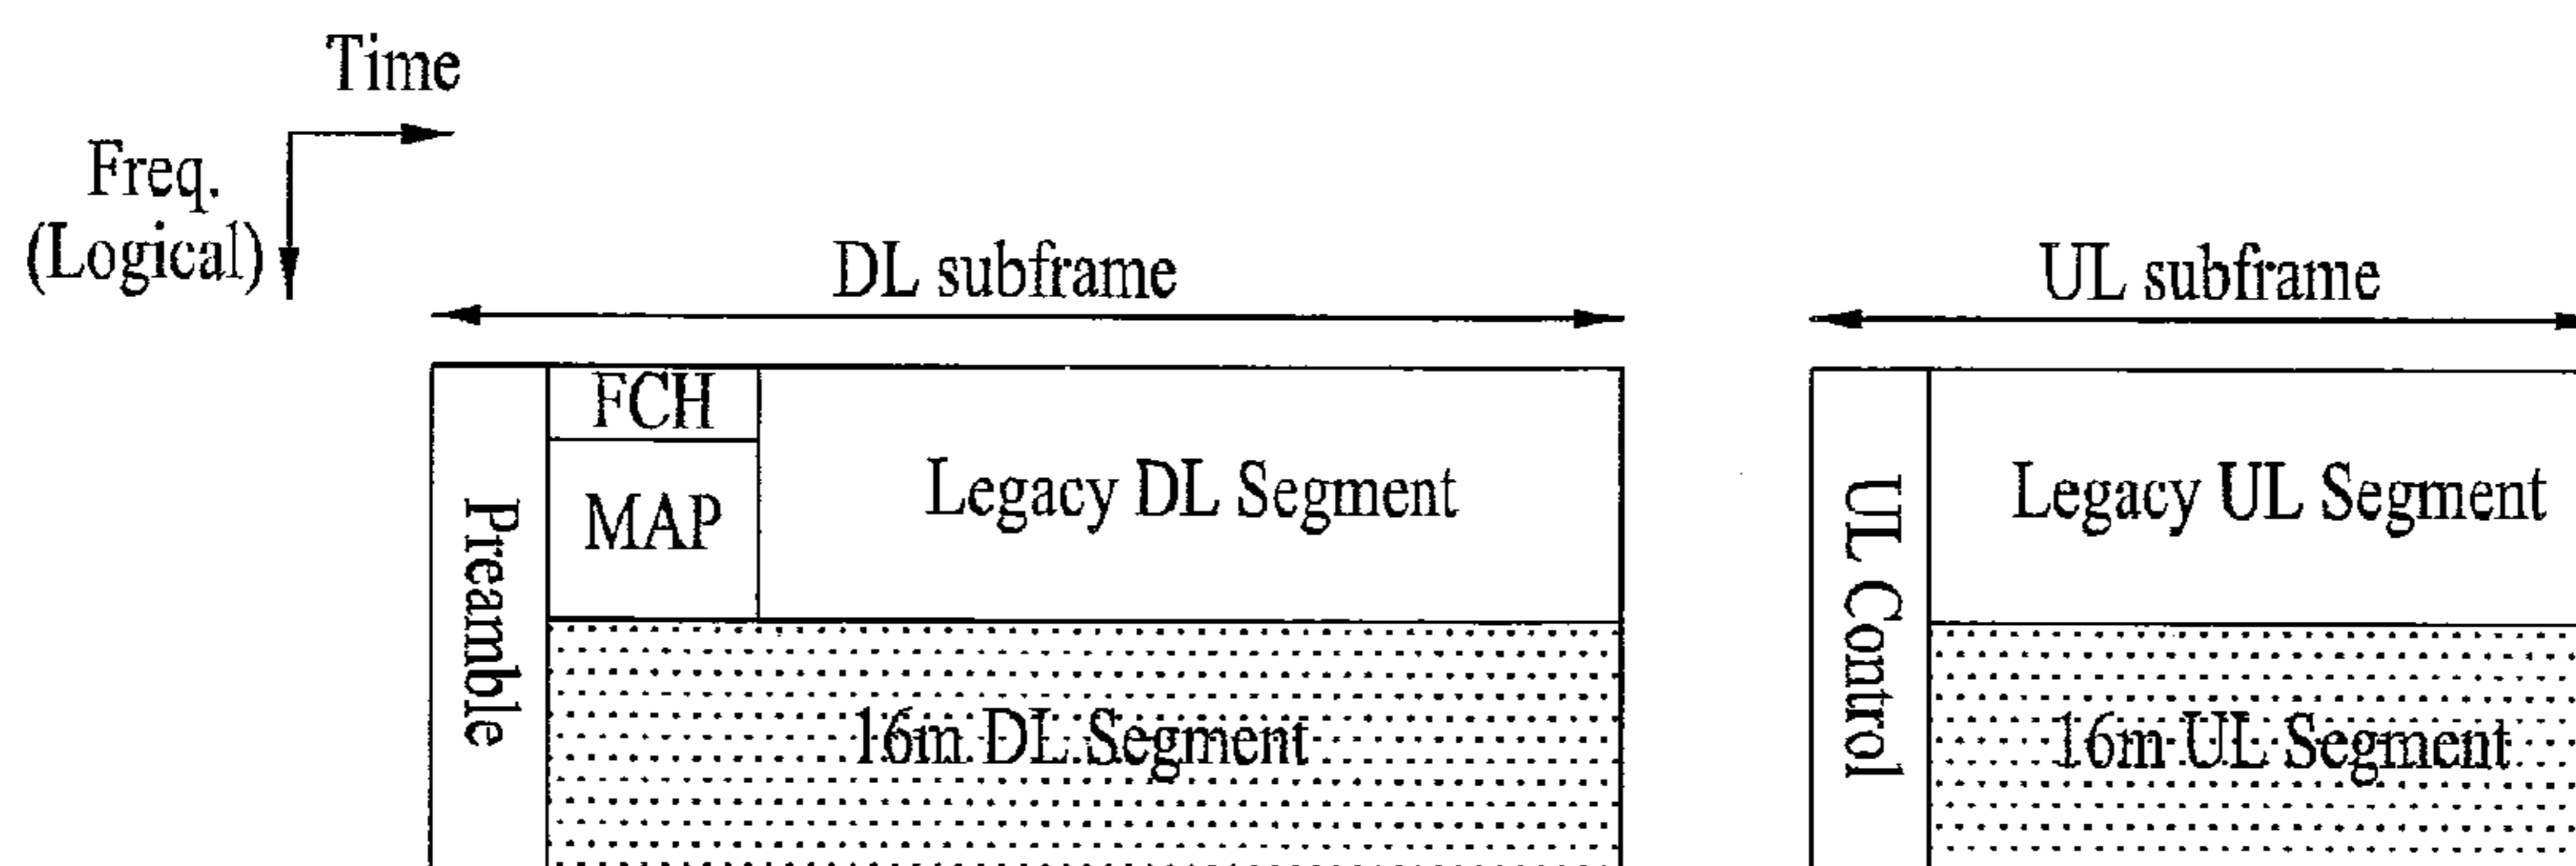 Time
Freq.
(Logical)
DL subframe
UL subframe
Preamble
FCH
MAP
Legacy DL Segment
16m DL Segment
UL Control
Legacy UL Segment
16m UL Segment